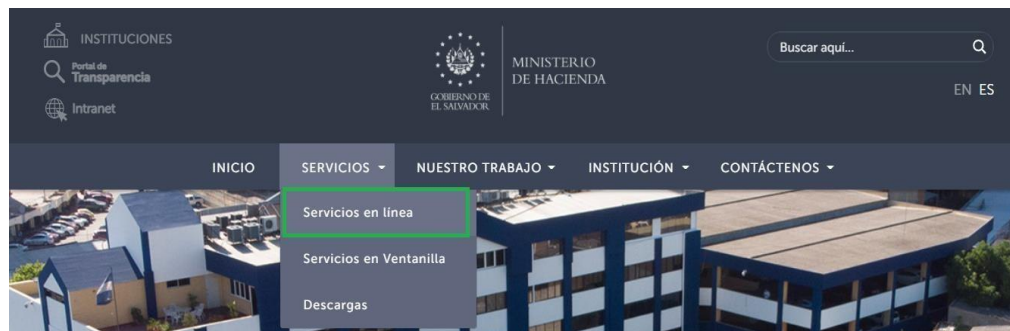 INSTITUCIONES
Portal de
Transparencia
Intranet
GOBIERNO DE
EL SALVADOR
MINISTERIO
DE HACIENDA
Buscar aquí...
EN ES
INICIO SERVICIOS NUESTRO TRABAJO INSTITUCIÓN CONTÁCTENOS
Servicios en línea
Servicios en Ventanilla
Descargas